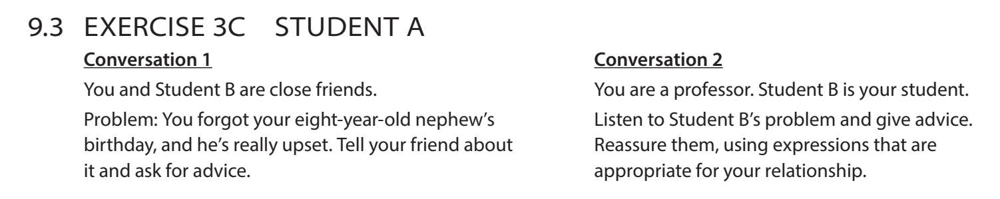 9.3 EXERCISE 3C STUDENT A
Conversation 1
You and Student B are close friends.
Problem: You forgot your eight-year-old nephew’s
birthday, and he’s really upset. Tell your friend about
it and ask for advice.
Conversation 2
You are a professor. Student B is your student.
Listen to Student B’s problem and give advice.
Reassure them, using expressions that are
appropriate for your relationship.